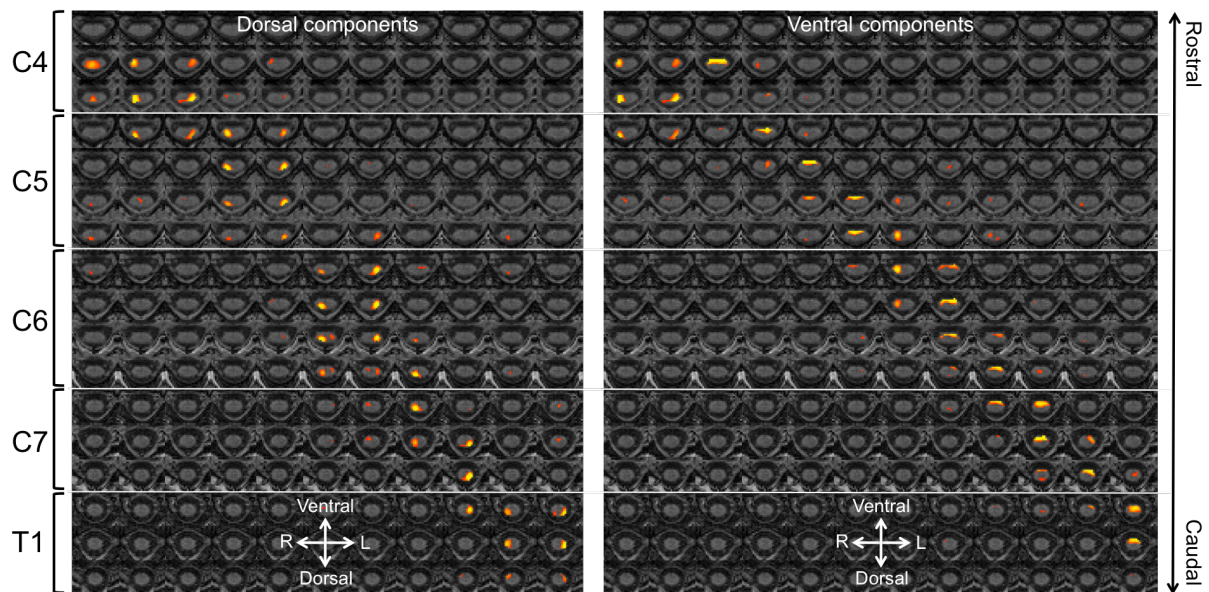 Dorsal components
Ventral components
C4
C5
C6
C7
T1
Ventral
R
L
Dorsal
Ventral
R
L
Dorsal
Rostral
Caudal